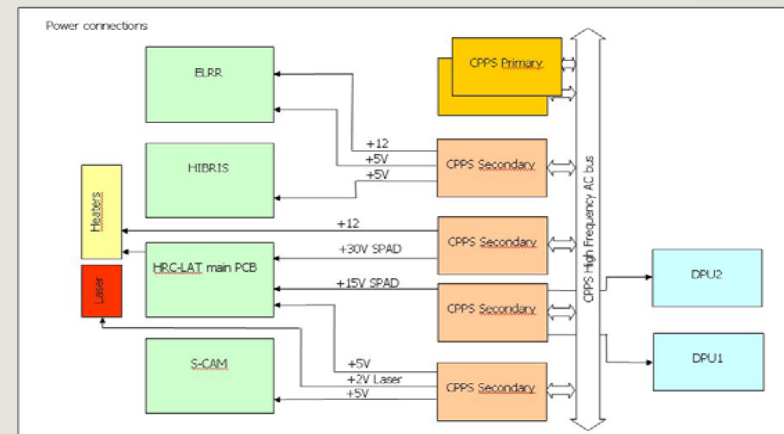 Power connections
ELRR
CPPS Primary
+12
+5V
+5V
CPPS Secondary
HIBRIS
Heaters
+12
CPPS Secondary
+30V SPAD
HRC-LAT main PCB
+15V SPAD
CPPS Secondary
CPPS High Frequency AC bus
DPU2
Laser
DPU1
S-CAM
+5V
+2V Laser
+5V
CPPS Secondary